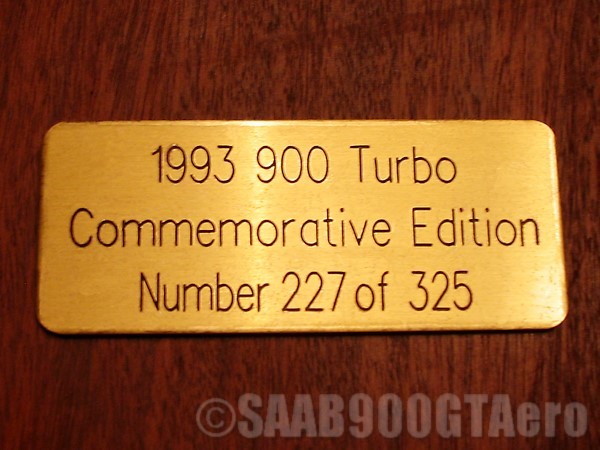 1993 900 Turbo
Commemorative Edition
Number 227 of 325
©SAAB900GTAero